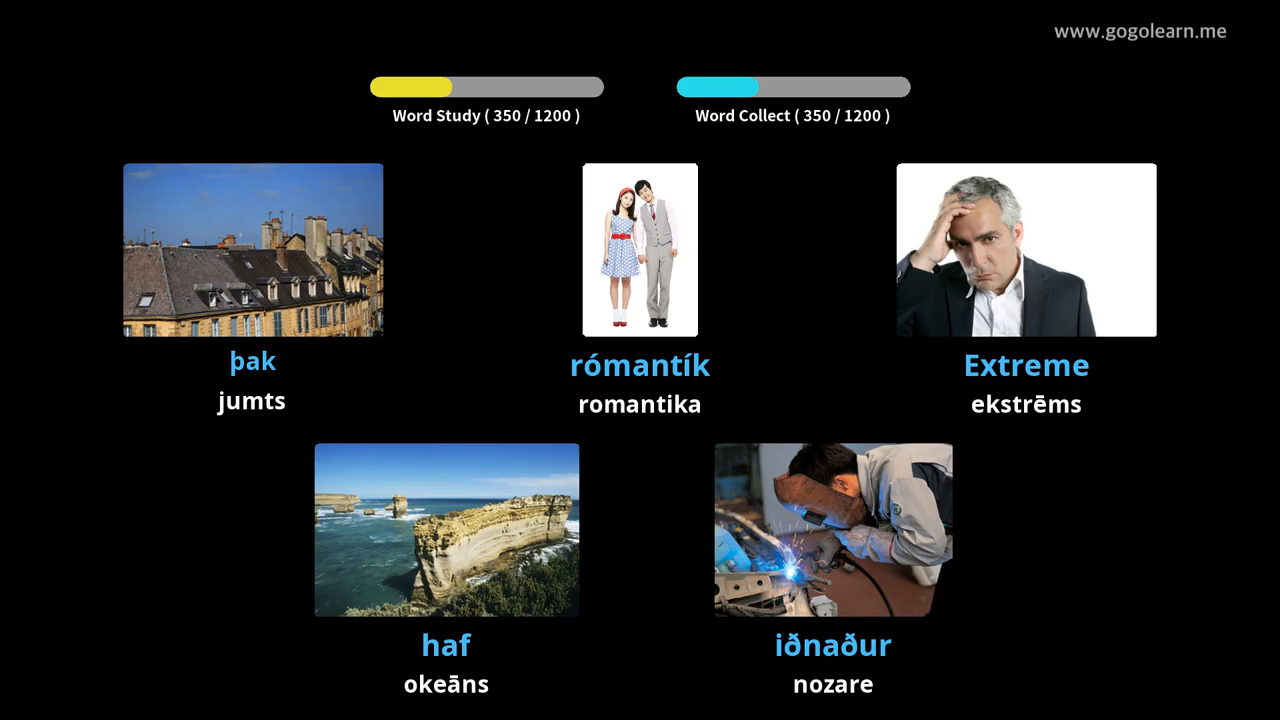 www.gogolearn.me
Word Study ( 350 / 1200 )
Word Collect ( 350 / 1200 )
þak
jumts
rómantík
romantika
Extreme
ekstrēms
haf
okeāns
iðnaður
nozare